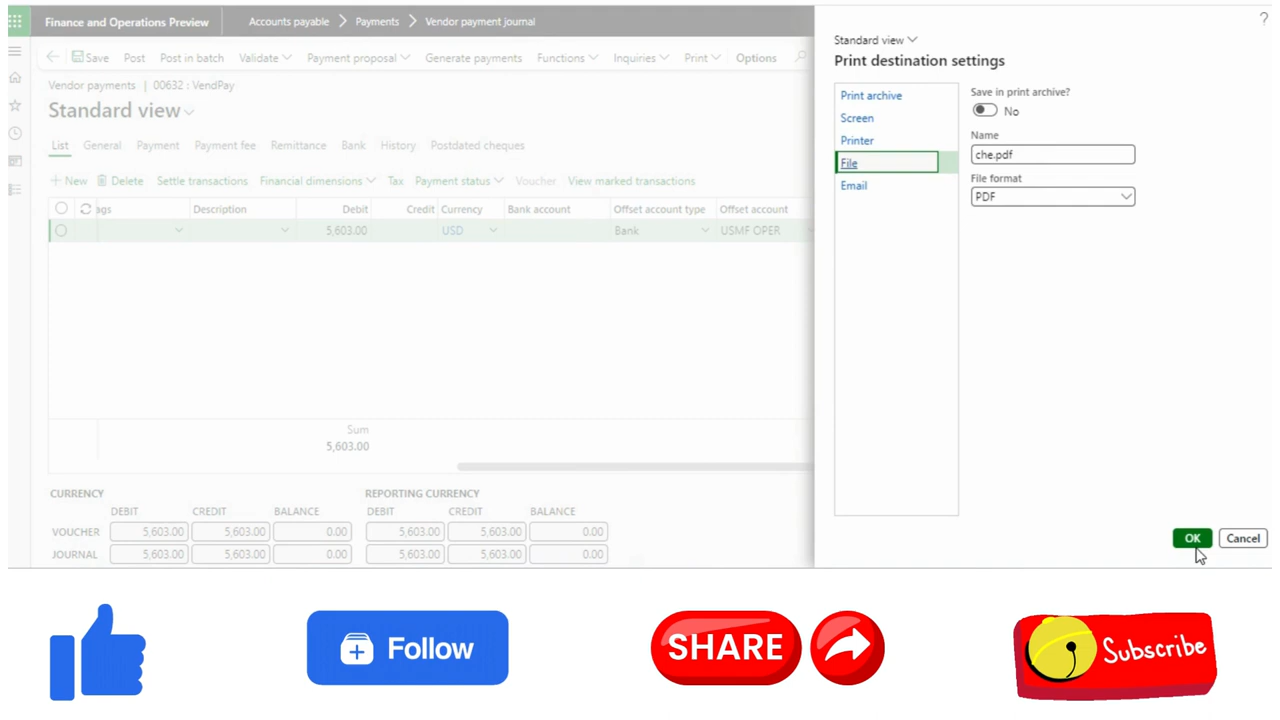 Finance and Operations Preview Accounts payable Payments Vendor payment journal
Save Post Post in batch Validate Payment proposal Generate payments Functions Inquiries Print Options
Vendor payments | 00632 : VendPay
Standard view
List General Payment Payment fee Remittance Bank History Postdated cheques
New Delete Settle transactions Financial dimensions Tax Payment status Voucher View marked transactions
ags Description Debit Credit Currency Bank account Offset account type Offset account
5,603.00 USD Bank USMF OPER
Sum
5,603.00
CURRENCY REPORTING CURRENCY
DEBIT CREDIT BALANCE DEBIT CREDIT BALANCE
VOUCHER 5,603.00 5,603.00 0.00 5,603.00 5,603.00 0.00
JOURNAL 5,603.00 5,603.00 0.00 5,603.00 5,603.00 0.00
?
Standard view
Print destination settings
Print archive
Screen
Printer
File
Email
Save in print archive?
No
Name
che.pdf
File format
PDF
OK Cancel
Follow
SHARE
Subscribe